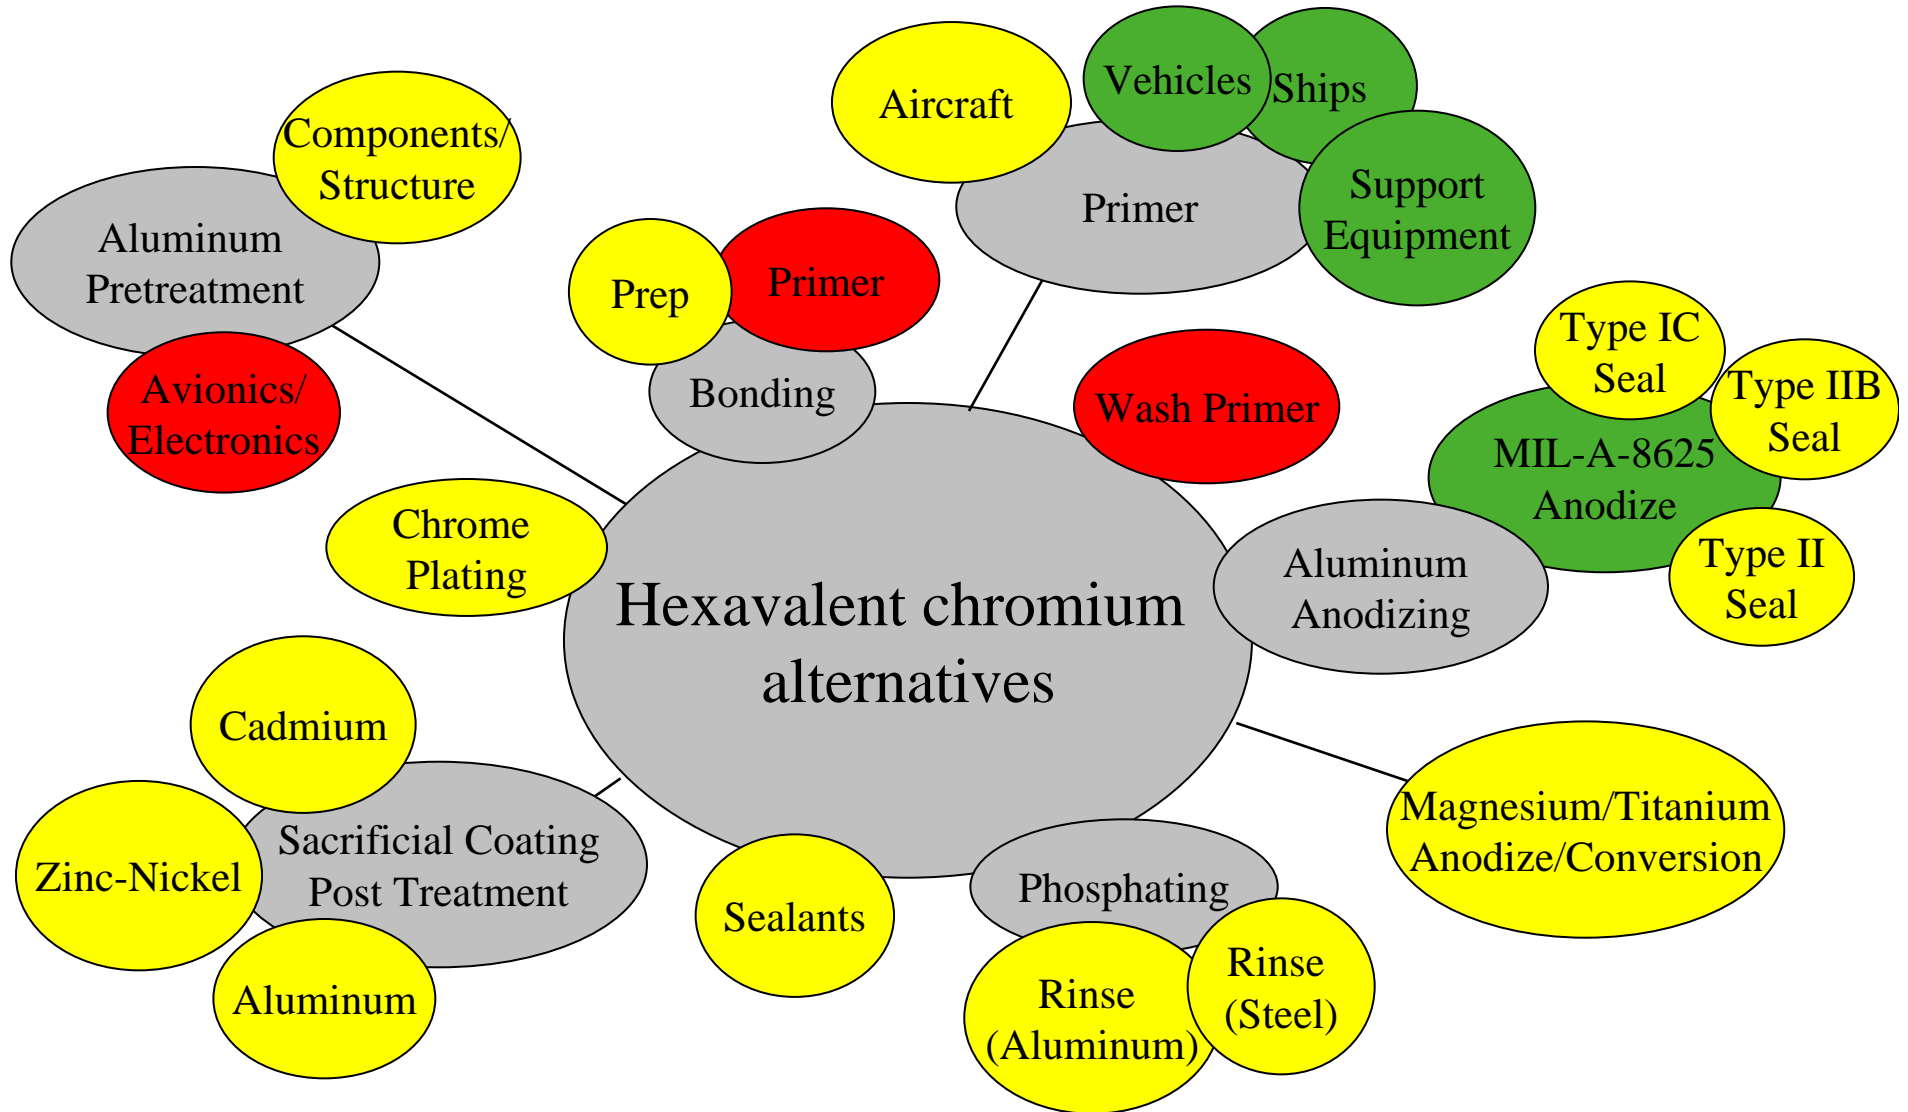 Vehicles
Ships
Aircraft
Components/
Structure
Support
Equipment
Primer
Aluminum
Pretreatment
Prep
Primer
Type IC
Seal
Avionics/
Electronics
Bonding
Wash Primer
Type IIB
Seal
MIL-A-8625
Anodize
Chrome
Plating
Type II
Seal
Aluminum
Anodizing
Hexavalent chromium
alternatives
Cadmium
Magnesium/Titanium
Anodize/Conversion
Sacrificial Coating
Post Treatment
Zinc-Nickel
Aluminum
Sealants
Phosphating
Rinse
(Aluminum)
Rinse
(Steel)